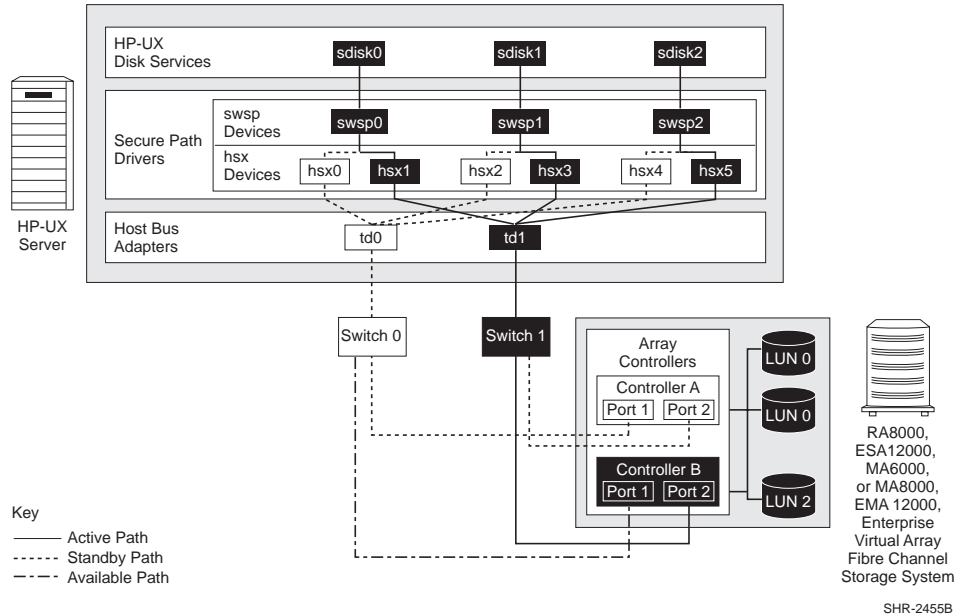 HP-UX
Disk Services
sdisk0
sdisk1
sdisk2
Secure Path
Drivers
swsp
Devices
swsp0
swsp1
swsp2
hsx
Devices
hsx0
hsx1
hsx2
hsx3
hsx4
hsx5
HP-UX
Server
Host Bus
Adapters
td0
td1
Switch 0
Switch 1
Array
Controllers
Controller A
Port 1
Port 2
Controller B
Port 1
Port 2
LUN 0
LUN 0
LUN 2
RA8000,
ESA12000,
MA6000,
or MA8000,
EMA 12000,
Enterprise
Virtual Array
Fibre Channel
Storage System
Key
Active Path
Standby Path
Available Path
SHR-2455B